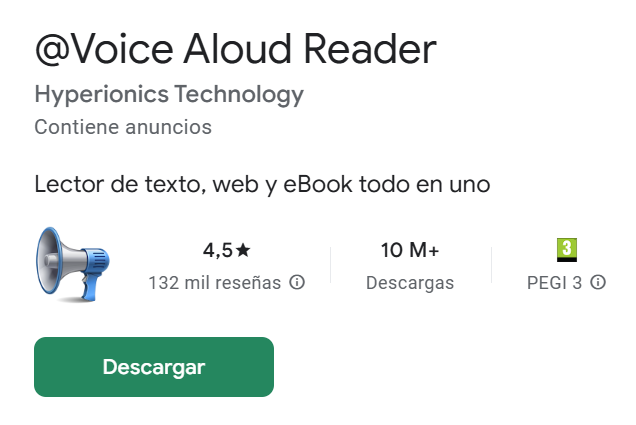 @Voice Aloud Reader
Hyperionics Technology
Contiene anuncios
Lector de texto, web y eBook todo en uno
4,5★ 10 M+ 3
132 mil reseñas Descargas PEGI 3
Descargar